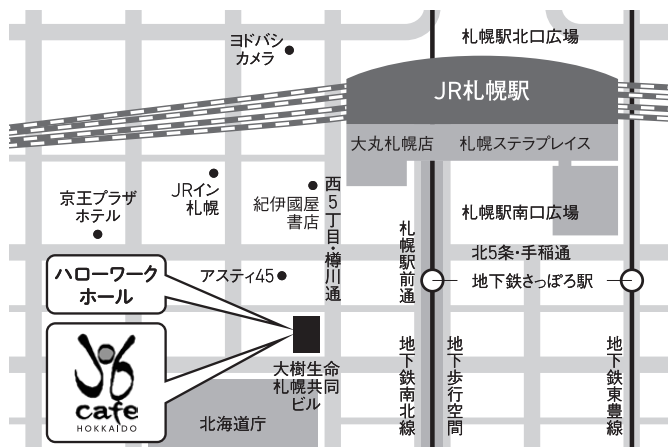 ヨドバシ
カメラ
札幌駅北口広場
JR札幌駅
大丸札幌店
札幌ステラプレイス
JRイン
札幌
紀伊國屋
書店
西5丁目・樽川通
京王プラザ
ホテル
札幌駅南口広場
札幌駅前通
北5条・手稲通
地下鉄さっぽろ駅
アスティ45
ハローワーク
ホール
大樹生命
札幌共同
ビル
Job
cafe
HOKKAIDO
北海道庁
地下鉄南北線
地下歩行空間
地下鉄東豊線